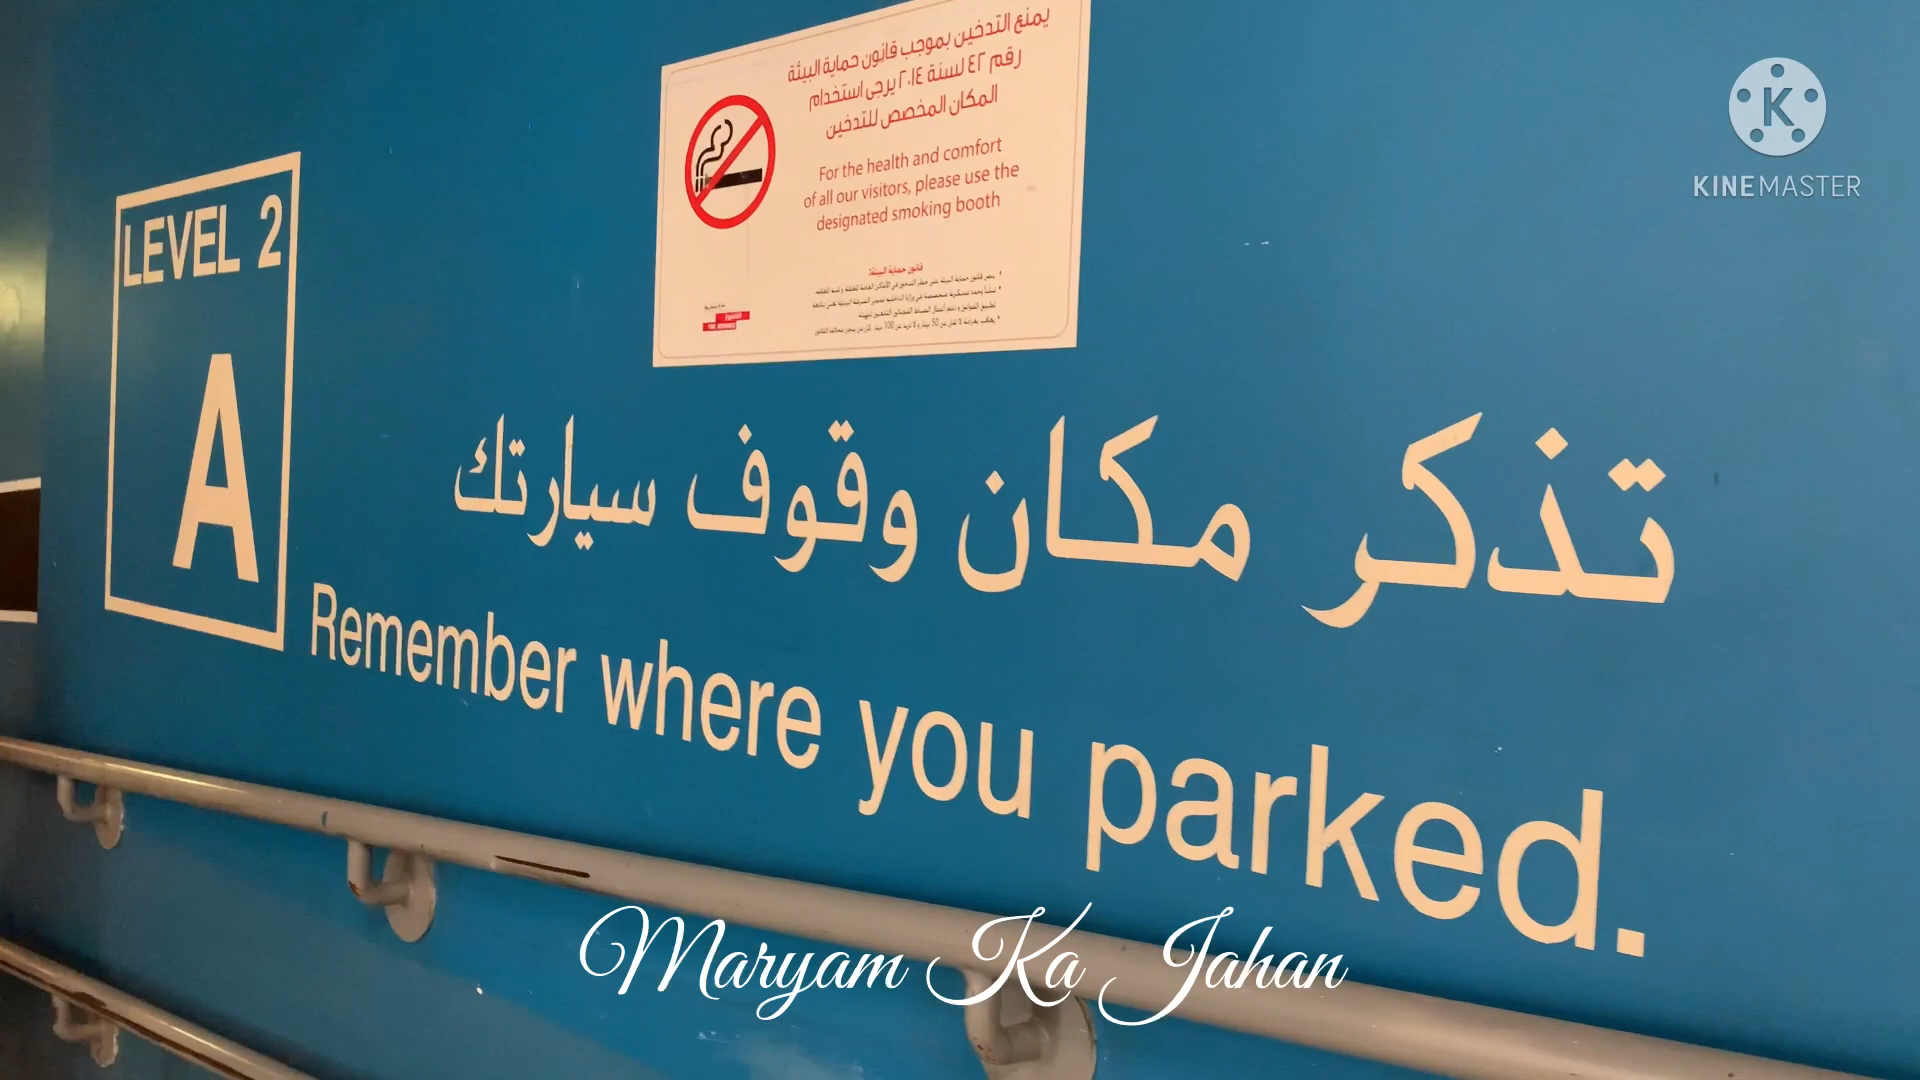 يمنع التدخين بموجب قانون حماية البيئة
رقم ٤٢ لسنة ٢٠١٤ يرجى استخدام
المكان المخصص للتدخين
For the health and comfort
of all our visitors, please use the
designated smoking booth
قانون حماية البيئة:
KINEMASTER
LEVEL 2
A
تذكر مكان وقوف سيارتك
Remember where you parked.
Maryam Ka Jahan